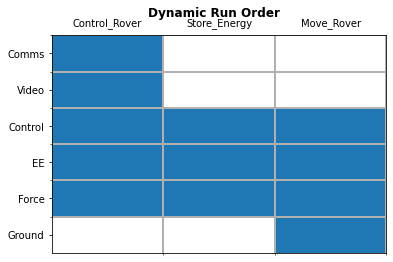 Dynamic Run Order
Control_Rover Store_Energy Move_Rover
Comms
Video
Control
EE
Force
Ground